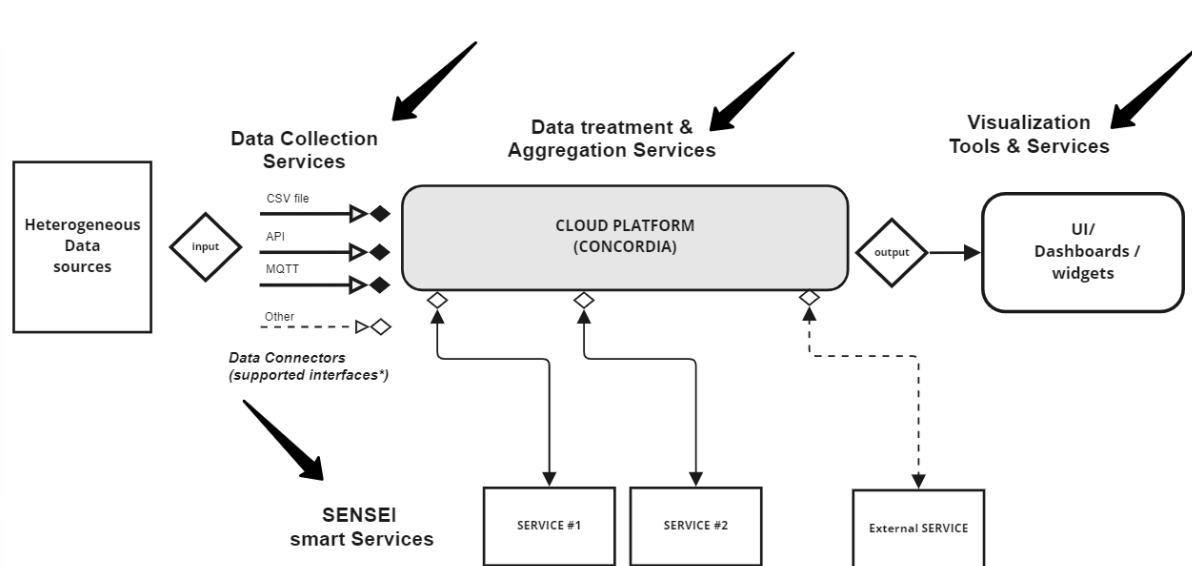 Data Collection
Services
Data treatment &
Aggregation Services
Visualization
Tools & Services
Heterogeneous
Data
sources
input
CSV file
API
MQTT
Other
Data Connectors
(supported interfaces*)
CLOUD PLATFORM
(CONCORDIA)
output
UI/
Dashboards /
widgets
SENSEI
smart Services
SERVICE #1
SERVICE #2
External SERVICE